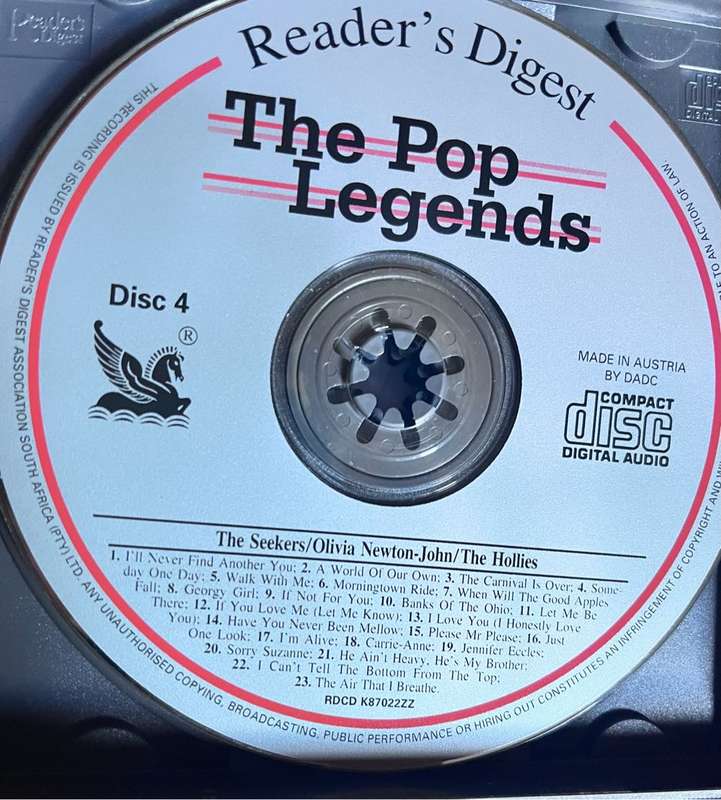 Reader's Digest
Reader's Digest
The Pop
Legends
Disc 4
®
MADE IN AUSTRIA
BY DADC
COMPACT
disc
DIGITAL AUDIO
The Seekers/Olivia Newton-John/The Hollies
1. I'll Never Find Another You; 2. A World Of Our Own; 3. The Carnival Is Over; 4. Some-
day One Day; 5. Walk With Me; 6. Morningtown Ride; 7. When Will The Good Apples
Fall; 8. Georgy Girl; 9. If Not For You; 10. Banks Of The Ohio; 11. Let Me Be
There; 12. If You Love Me (Let Me Know); 13. I Love You (I Honestly Love
You); 14. Have You Never Been Mellow; 15. Please Mr Please; 16. Just
One Look; 17. I'm Alive; 18. Carrie-Anne; 19. Jennifer Eccles;
20. Sorry Suzanne; 21. He Ain't Heavy, He's My Brother;
22. I Can't Tell The Bottom From The Top;
23. The Air That I Breathe.
RDCD K87022ZZ
THIS RECORDING IS ISSUED BY READER'S DIGEST ASSOCIATION SOUTH AFRICA (PTY) LTD. ANY UNAUTHORISED COPYING, BROADCASTING, PUBLIC PERFORMANCE OR HIRING OUT CONSTITUTES AN INFRINGEMENT OF COPYRIGHT AND TO AN ACTION OF LAW.